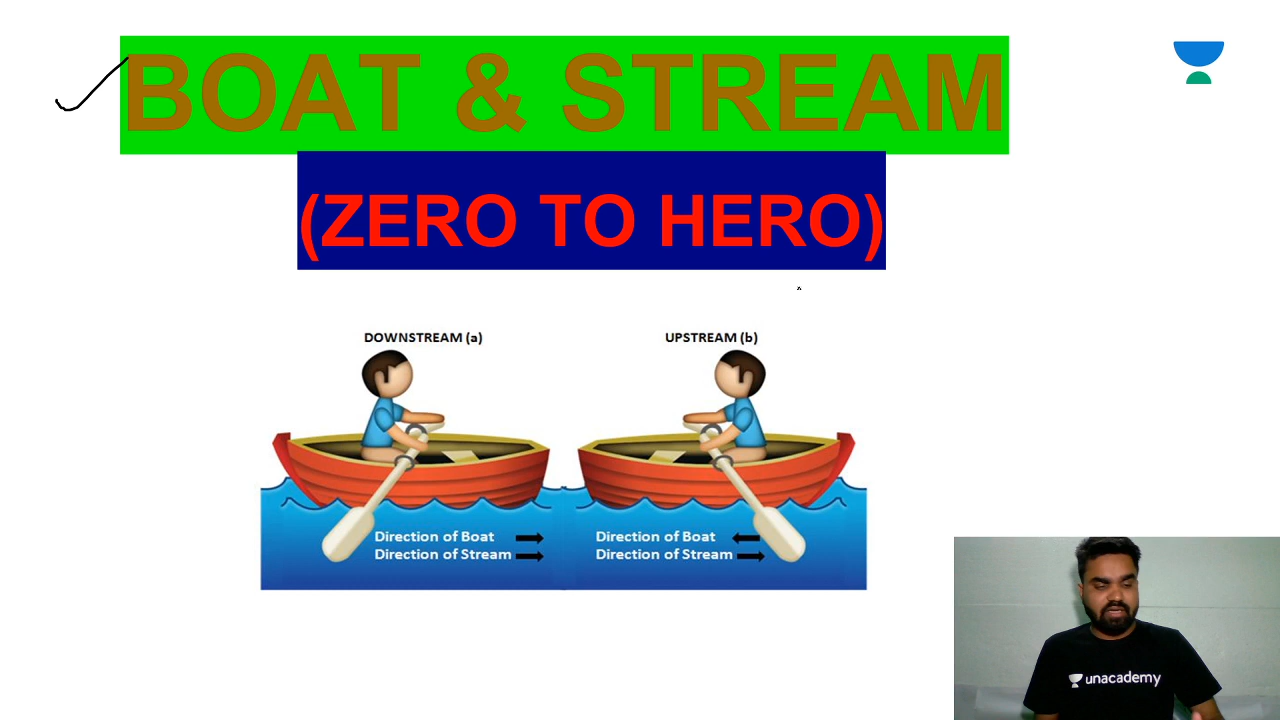 BOAT & STREAM
(ZERO TO HERO)
DOWNSTREAM (a)
UPSTREAM (b)
Direction of Boat
Direction of Stream
Direction of Boat
Direction of Stream
unacademy